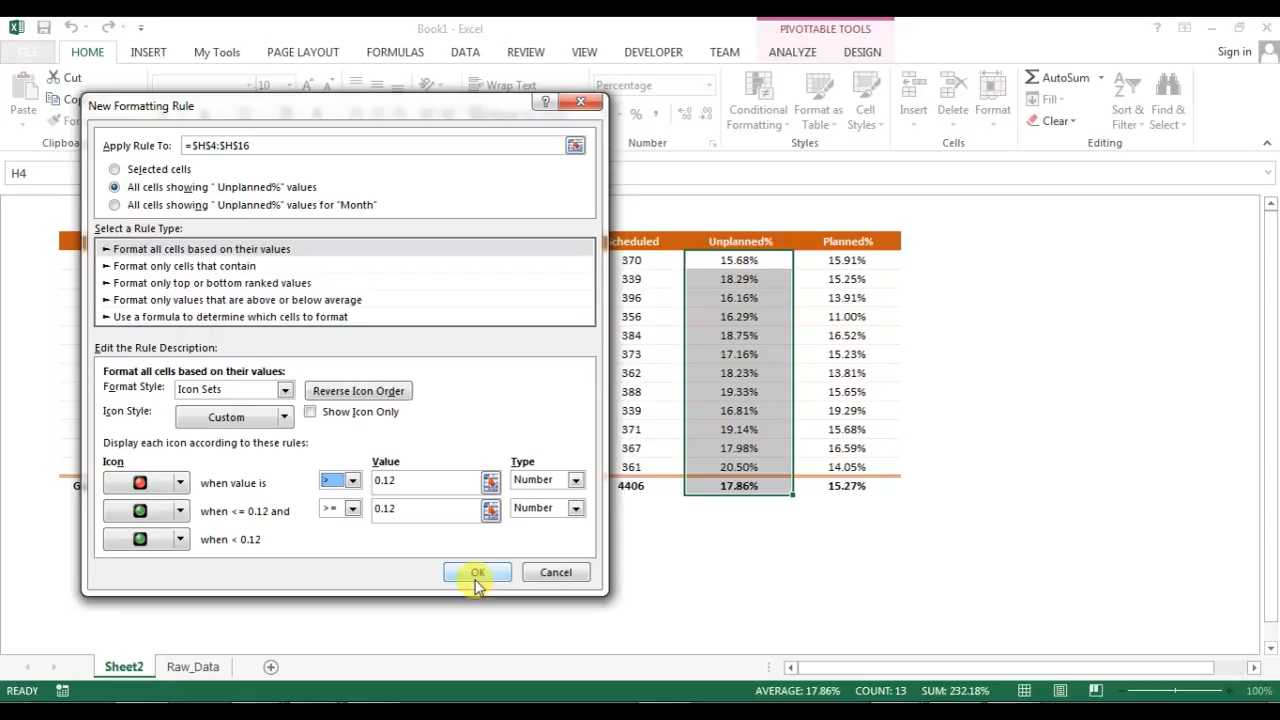 Book1 - Excel
PIVOTTABLE TOOLS
FILE HOME INSERT My Tools PAGE LAYOUT FORMULAS DATA REVIEW VIEW DEVELOPER TEAM ANALYZE DESIGN Sign in
Paste
Cut
10
Wrap Text
Percentage
%
Conditional Formatting
Format as Table
Cell Styles
Insert
Delete
Format
AutoSum
Fill
Clear
Sort & Filter
Find & Select
Number
Styles
Cells
Editing
H4
New Formatting Rule
Apply Rule To: =$H$4:$H$16
Selected cells
All cells showing " Unplanned%" values
All cells showing " Unplanned%" values for "Month"
Select a Rule Type:
► Format all cells based on their values
► Format only cells that contain
► Format only top or bottom ranked values
► Format only values that are above or below average
► Use a formula to determine which cells to format
Edit the Rule Description:
Format all cells based on their values:
Format Style: Icon Sets Reverse Icon Order
Icon Style: Custom Show Icon Only
Display each icon according to these rules:
Icon Value Type
when value is > 0.12 Number
when <= 0.12 and >= 0.12 Number
when < 0.12
OK Cancel
Unplanned% Planned%
370 15.68% 15.91%
339 18.29% 15.25%
396 16.16% 13.91%
356 16.29% 11.00%
384 18.75% 16.52%
373 17.16% 15.23%
362 18.23% 13.81%
388 19.33% 15.65%
339 16.81% 19.29%
371 19.14% 15.68%
367 17.98% 16.59%
361 20.50% 14.05%
4406 17.86% 15.27%
Sheet2 Raw_Data
READY AVERAGE: 17.86% COUNT: 13 SUM: 232.18% 100%